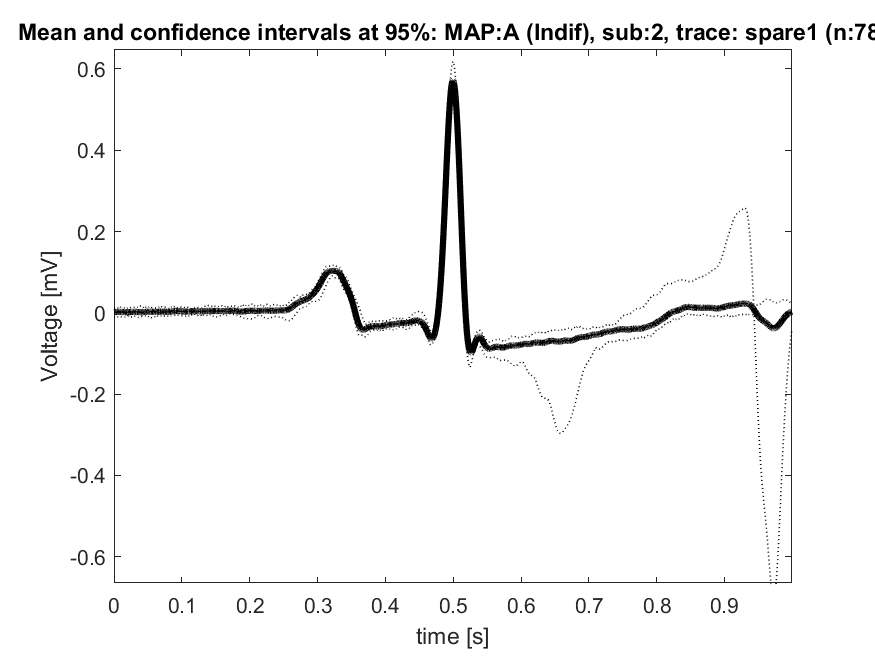 Mean and confidence intervals at 95%: MAP:A (Indif), sub:2, trace: spare1 (n:78
0.6
0.4
0.2
0
-0.2
-0.4
-0.6
Voltage [mV]
0 0.1 0.2 0.3 0.4 0.5 0.6 0.7 0.8 0.9
time [s]